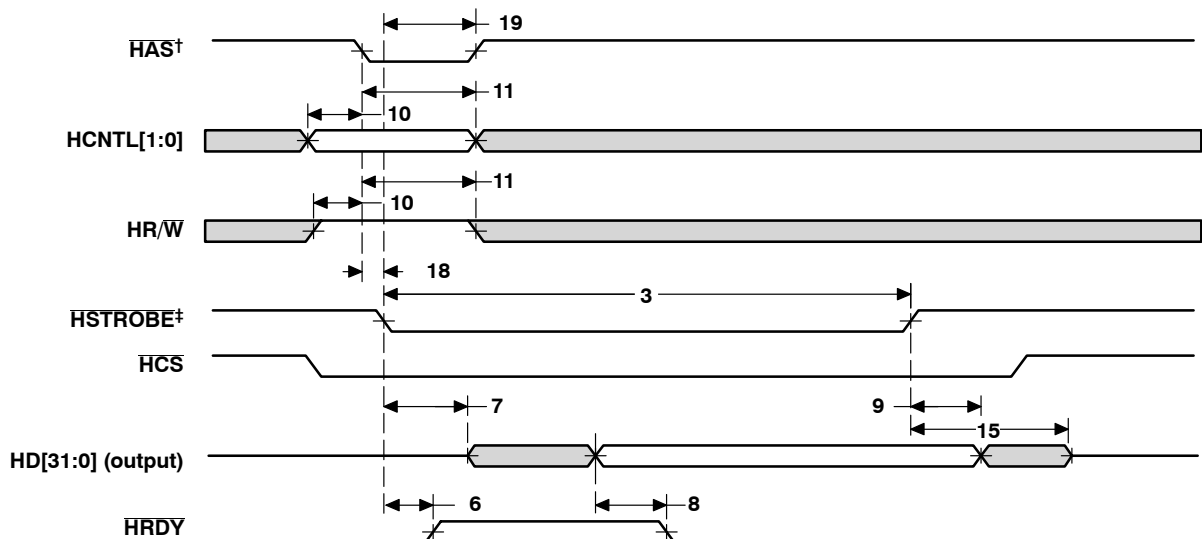 19
HAS†
11
10
HCNTL[1:0]
11
10
HR/W
18
3
HSTROBE‡
HCS
7
9
15
HD[31:0] (output)
6
8
HRDY